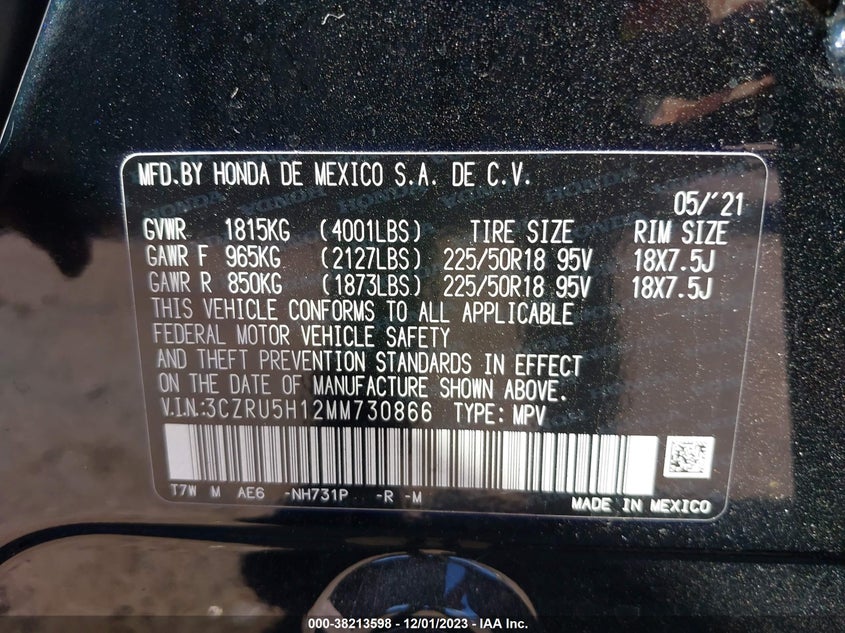 MFD.BY HONDA DE MEXICO S.A. DE C.V.
05/'21
GVWR 1815KG (4001LBS) TIRE SIZE RIM SIZE
GAWR F 965KG (2127LBS) 225/50R18 95V 18X7.5J
GAWR R 850KG (1873LBS) 225/50R18 95V 18X7.5J
THIS VEHICLE CONFORMS TO ALL APPLICABLE
FEDERAL MOTOR VEHICLE SAFETY
AND THEFT PREVENTION STANDARDS IN EFFECT
ON THE DATE OF MANUFACTURE SHOWN ABOVE.
V.I.N:3CZRU5H12MM730866 TYPE: MPV
T7W M AE6 -NH731P -R -M
MADE IN MEXICO
000-38213598 - 12/01/2023 - IAA Inc.